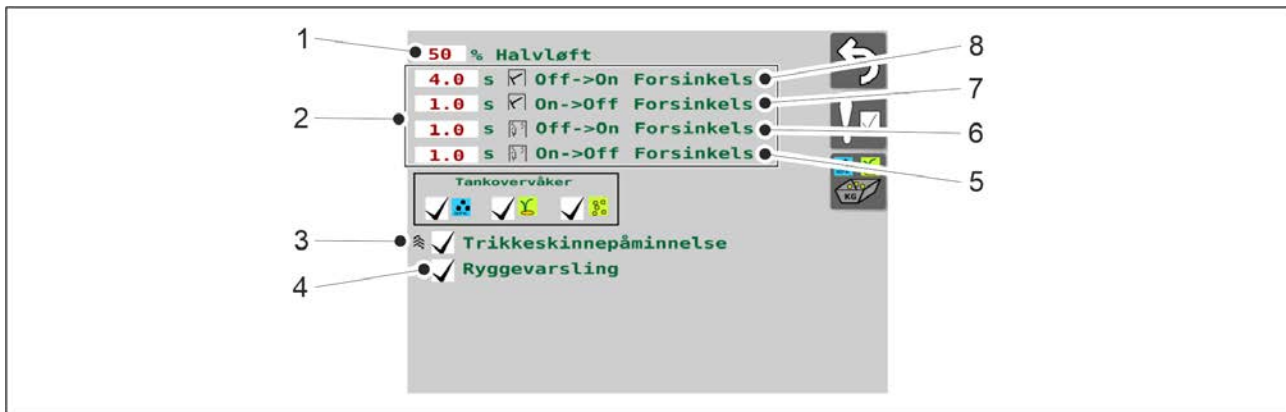 1
50 % Halvløft
8
4.0 s Off->On Forsinkels
7
1.0 s On->Off Forsinkels
2
1.0 s Off->On Forsinkels
6
1.0 s On->Off Forsinkels
5
KG
Tankovervåker
3
Trikkeskinnepåminnelse
4
Ryggevarsling